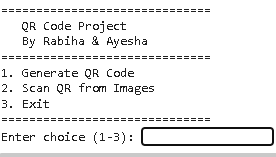 ==============================
QR Code Project
By Rabiha & Ayesha
==============================
1. Generate QR Code
2. Scan QR from Images
3. Exit
==============================
Enter choice (1-3):